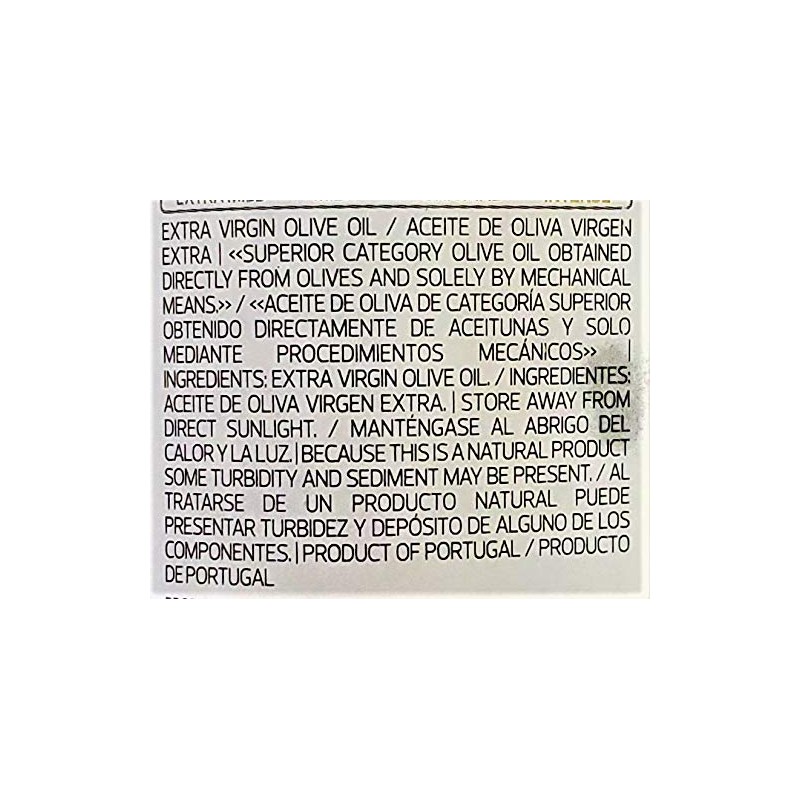 EXTRA VIRGIN OLIVE OIL / ACEITE DE OLIVA VIRGEN
EXTRA | <<SUPERIOR CATEGORY OLIVE OIL OBTAINED
DIRECTLY FROM OLIVES AND SOLELY BY MECHANICAL
MEANS.>> / <<ACEITE DE OLIVA DE CATEGORÍA SUPERIOR
OBTENIDO DIRECTAMENTE DE ACEITUNAS Y SOLO
MEDIANTE PROCEDIMIENTOS MECÁNICOS>> |
INGREDIENTS: EXTRA VIRGIN OLIVE OIL. / INGREDIENTES:
ACEITE DE OLIVA VIRGEN EXTRA. | STORE AWAY FROM
DIRECT SUNLIGHT. / MANTÉNGASE AL ABRIGO DEL
CALOR Y LA LUZ. | BECAUSE THIS IS A NATURAL PRODUCT
SOME TURBIDITY AND SEDIMENT MAY BE PRESENT. / AL
TRATARSE DE UN PRODUCTO NATURAL PUEDE
PRESENTAR TURBIDEZ Y DEPÓSITO DE ALGUNO DE LOS
COMPONENTES. | PRODUCT OF PORTUGAL / PRODUCTO
DE PORTUGAL